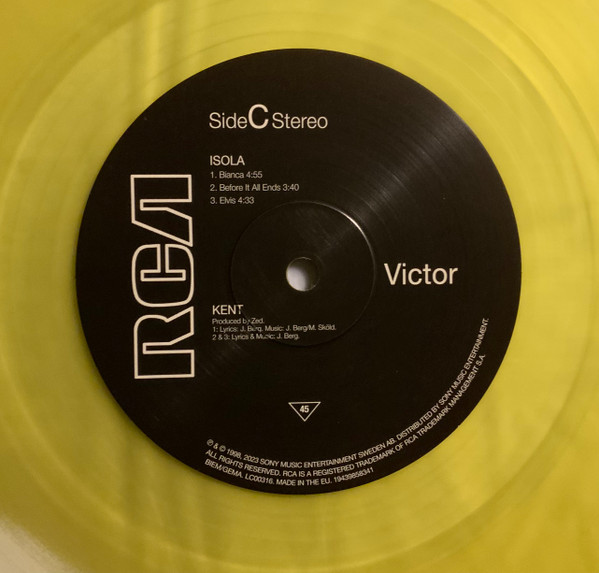 Side C Stereo
ISOLA
1. Bianca 4:55
2. Before It All Ends 3:40
3. Elvis 4:33
RCA
Victor
KENT
Produced by Zed.
1: Lyrics: J. Berg. Music: J. Berg/M. Sköld.
2 & 3: Lyrics & Music: J. Berg.
45
℗ & © 1998, 2023 SONY MUSIC ENTERTAINMENT SWEDEN AB. DISTRIBUTED BY SONY MUSIC ENTERTAINMENT.
ALL RIGHTS RESERVED. RCA IS A REGISTERED TRADEMARK OF RCA TRADEMARK MANAGEMENT S.A.
BIEM/GEMA. LC00316. MADE IN THE EU. 19439858341